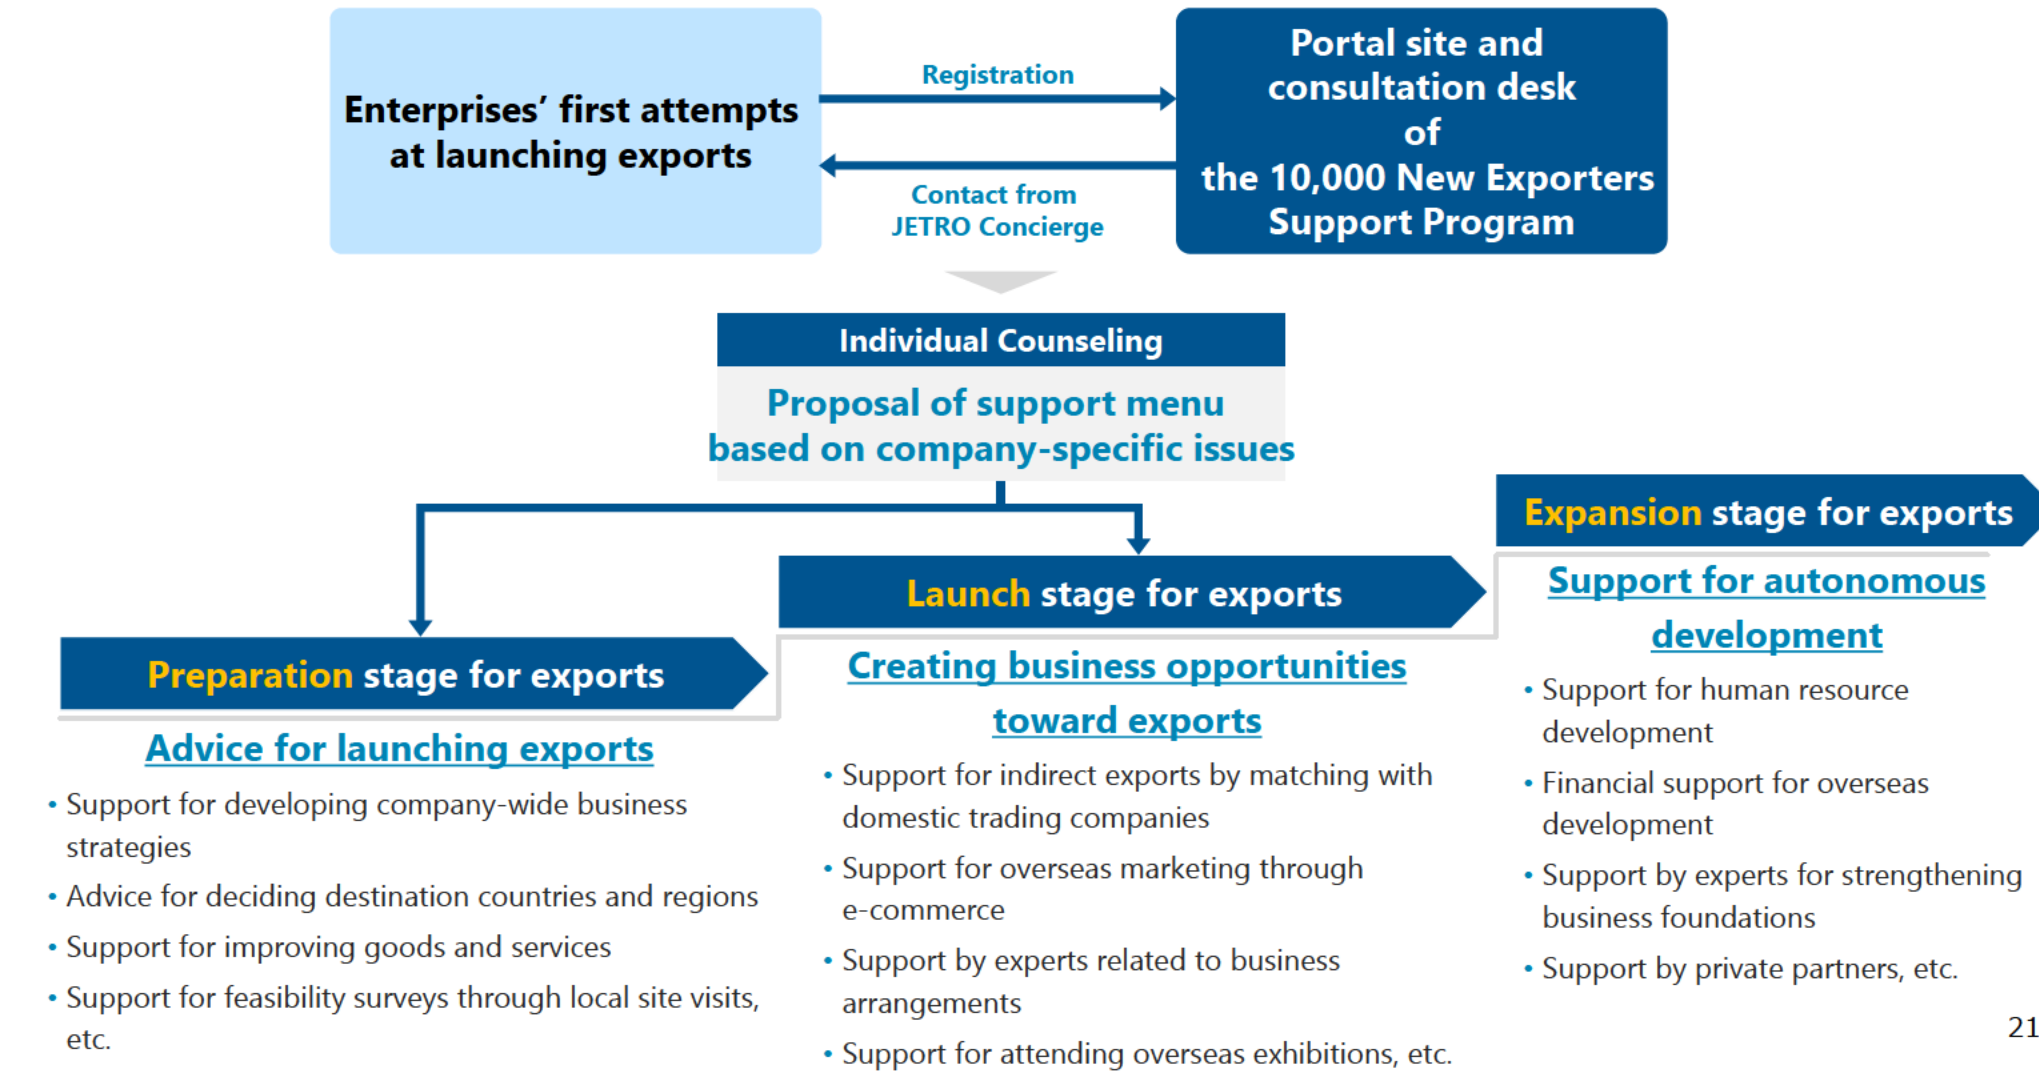 Enterprises’ first attempts
at launching exports
Registration
Contact from
JETRO Concierge
Portal site and
consultation desk
of
the 10,000 New Exporters
Support Program
Individual Counseling
Proposal of support menu
based on company-specific issues
Preparation stage for exports
Advice for launching exports
• Support for developing company-wide business
strategies
• Advice for deciding destination countries and regions
• Support for improving goods and services
• Support for feasibility surveys through local site visits,
etc.
Launch stage for exports
Creating business opportunities
toward exports
• Support for indirect exports by matching with
domestic trading companies
• Support for overseas marketing through
e-commerce
• Support by experts related to business
arrangements
• Support for attending overseas exhibitions, etc.
Expansion stage for exports
Support for autonomous
development
• Support for human resource
development
• Financial support for overseas
development
• Support by experts for strengthening
business foundations
• Support by private partners, etc.
21